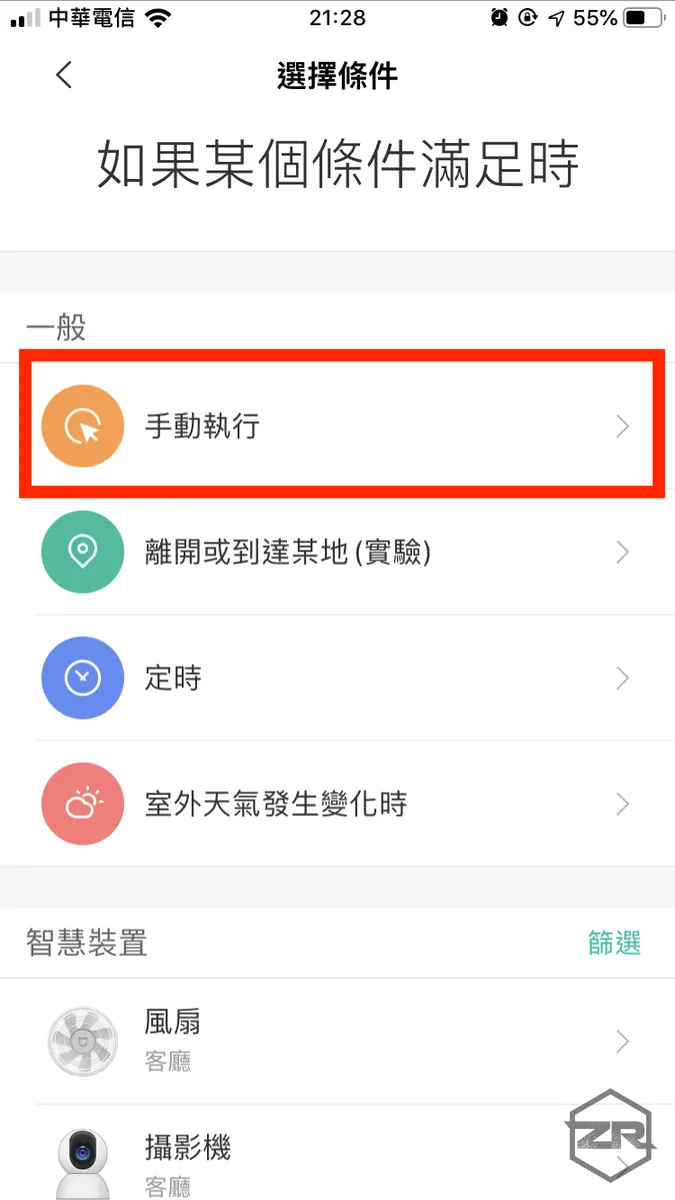 中華電信 21:28 55%
選擇條件
如果某個條件滿足時
一般
手動執行
離開或到達某地(實驗)
定時
室外天氣發生變化時
智慧裝置 篩選
風扇
客廳
攝影機
客廳
ZR